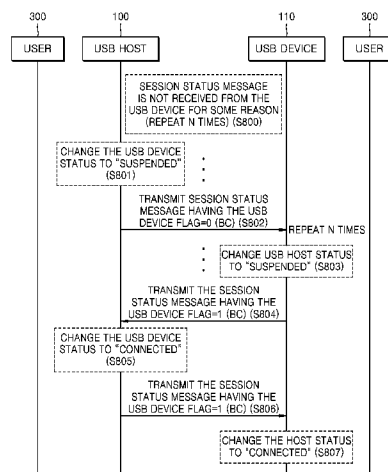 300
100
110
300
USER
USB HOST
USB DEVICE
USER
SESSION STATUS MESSAGE
IS NOT RECEIVED FROM THE
USB DEVICE FOR SOME REASON
(REPEAT N TIMES) (S800)
CHANGE THE USB DEVICE
STATUS TO "SUSPENDED"
(S801)
TRANSMIT SESSION STATUS
MESSAGE HAVING THE USB
DEVICE FLAG=0 (BC) (S802)
REPEAT N TIMES
CHANGE USB HOST STATUS
TO "SUSPENDED" (S803)
TRANSMIT THE SESSION
STATUS MESSAGE HAVING THE
USB DEVICE FLAG=1 (BC) (S804)
CHANGE THE USB DEVICE
STATUS TO "CONNECTED"
(S805)
TRANSMIT THE SESSION
STATUS MESSAGE HAVING THE
USB DEVICE FLAG=1 (BC) (S806)
CHANGE THE HOST STATUS
TO "CONNECTED" (S807)